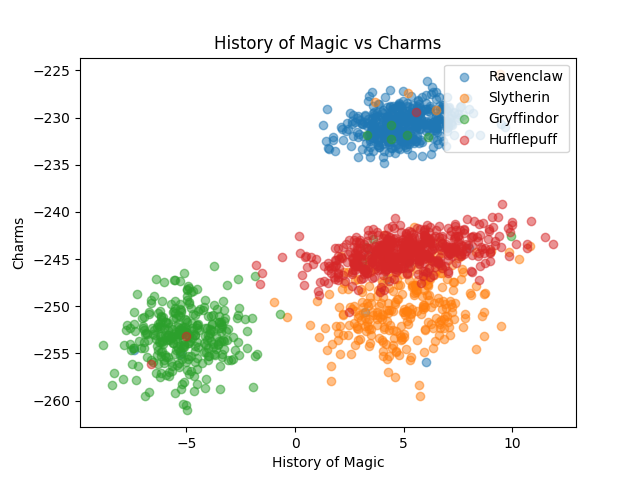 History of Magic vs Charms
Ravenclaw
Slytherin
Gryffindor
Hufflepuff
−225
−230
−235
−240
−245
−250
−255
−260
Charms
−5
0
5
10
History of Magic